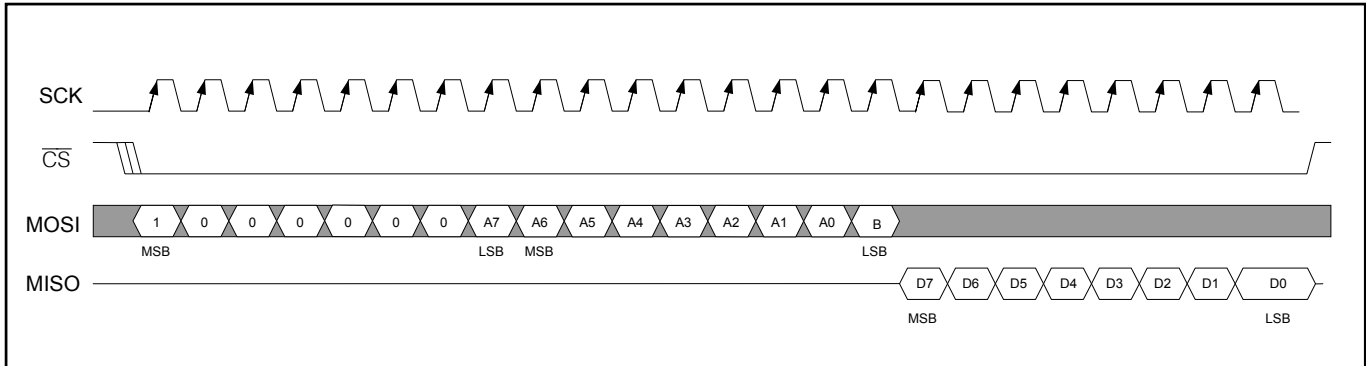 SCK
CS
MOSI 1 0 0 0 0 0 0 A7 A6 A5 A4 A3 A2 A1 A0 B
MSB LSB MSB LSB
MISO D7 D6 D5 D4 D3 D2 D1 D0
MSB LSB